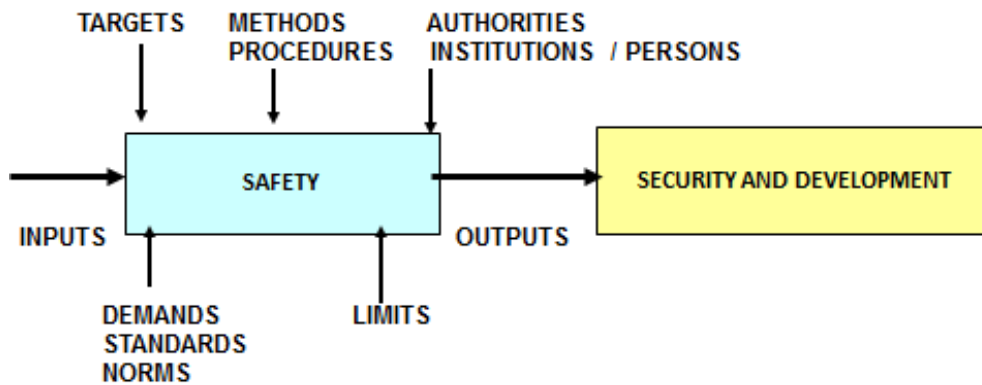 TARGETS
METHODS
PROCEDURES
AUTHORITIES
INSTITUTIONS / PERSONS
SAFETY
SECURITY AND DEVELOPMENT
INPUTS
OUTPUTS
DEMANDS
STANDARDS
NORMS
LIMITS